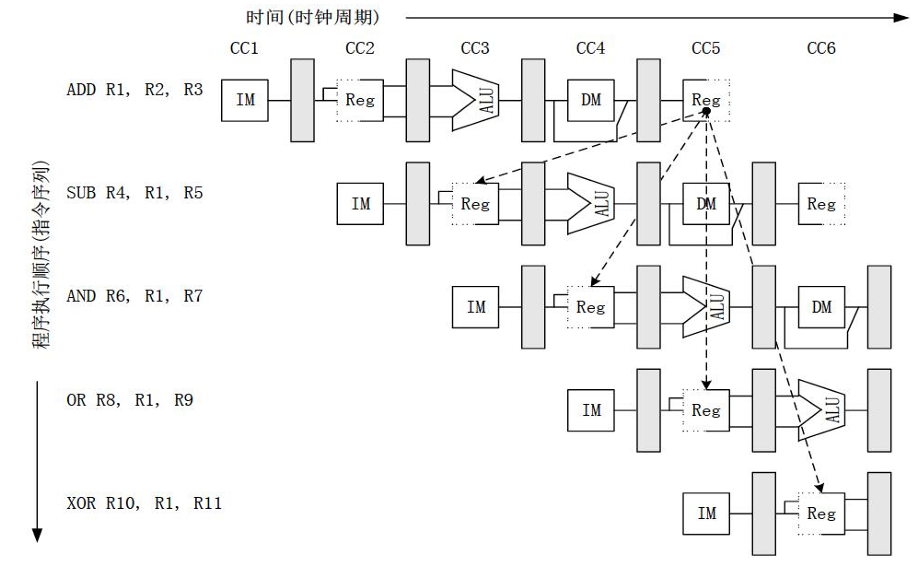 时间(时钟周期)
CC1 CC2 CC3 CC4 CC5 CC6
ADD R1, R2, R3
IM Reg ALU DM Reg
SUB R4, R1, R5
IM Reg ALU DM Reg
AND R6, R1, R7
IM Reg ALU DM
OR R8, R1, R9
IM Reg ALU
XOR R10, R1, R11
IM Reg
程序执行顺序(指令序列)